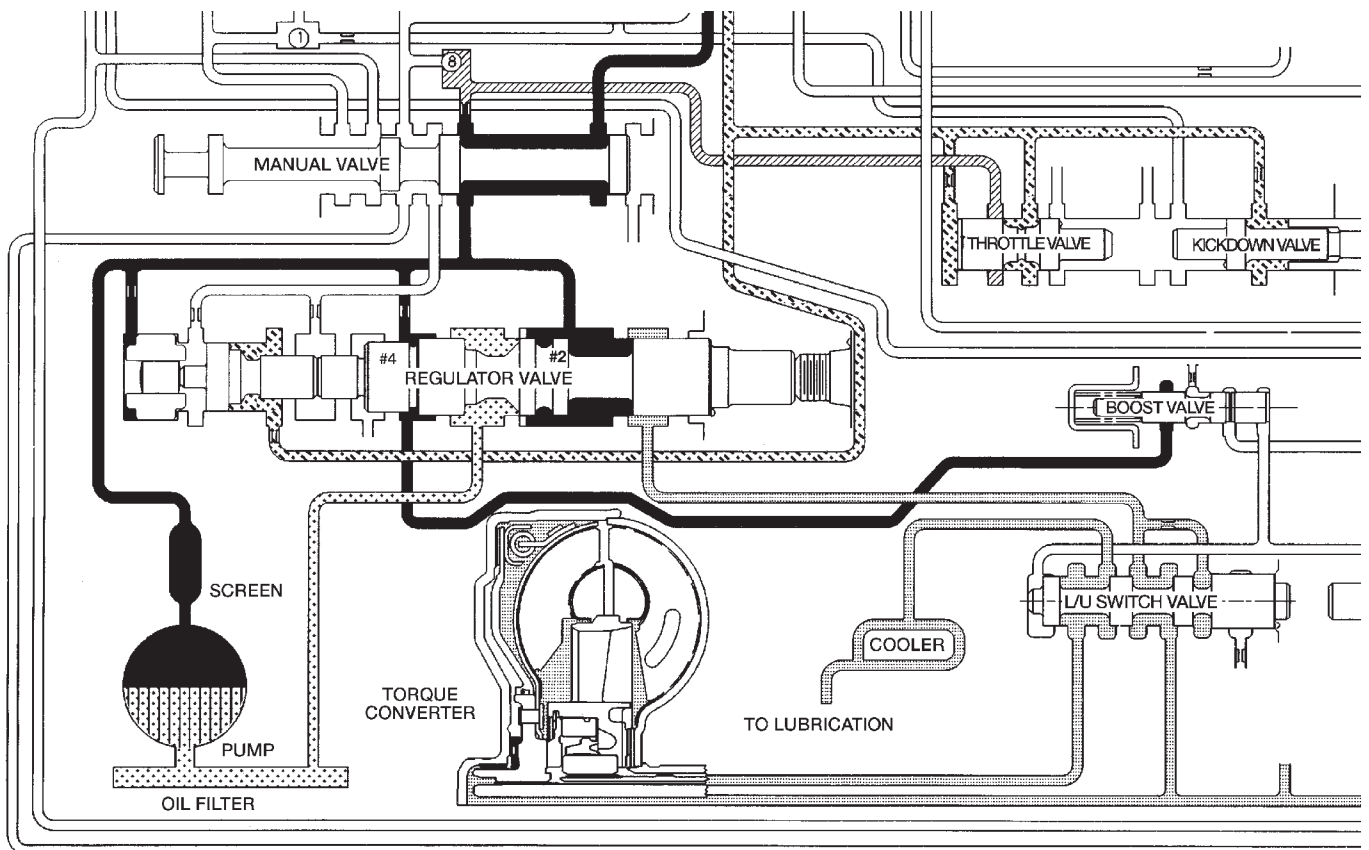 1
8
MANUAL VALVE
THROTTLE VALVE
KICKDOWN VALVE
#4
#2
REGULATOR VALVE
BOOST VALVE
SCREEN
L/U SWITCH VALVE
COOLER
TORQUE
CONVERTER
TO LUBRICATION
PUMP
OIL FILTER